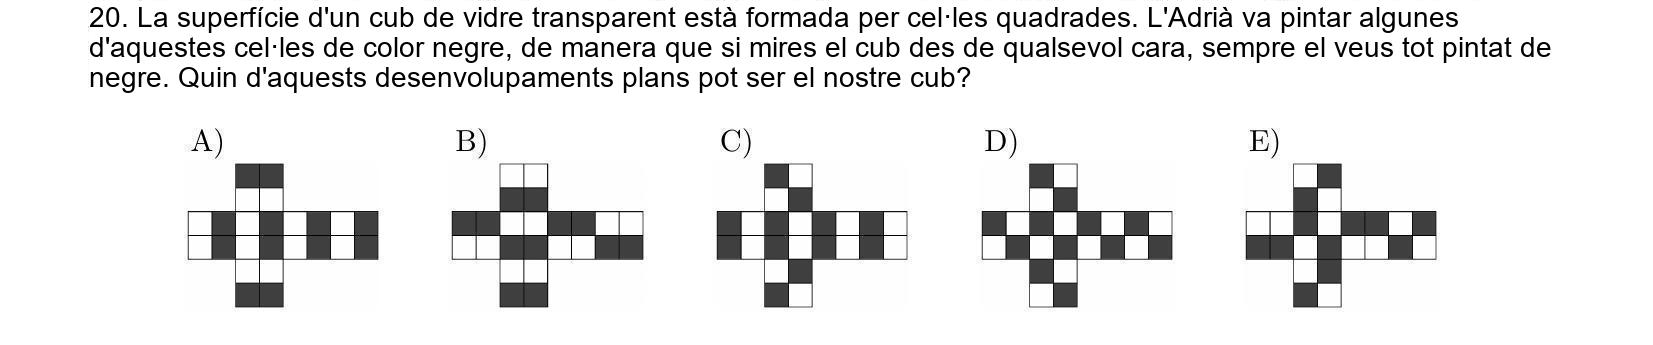 20. La superfície d'un cub de vidre transparent està formada per cel·les quadrades. L'Adrià va pintar algunes
d'aquestes cel·les de color negre, de manera que si mires el cub des de qualsevol cara, sempre el veus tot pintat de
negre. Quin d'aquests desenvolupaments plans pot ser el nostre cub?
A) B) C) D) E)